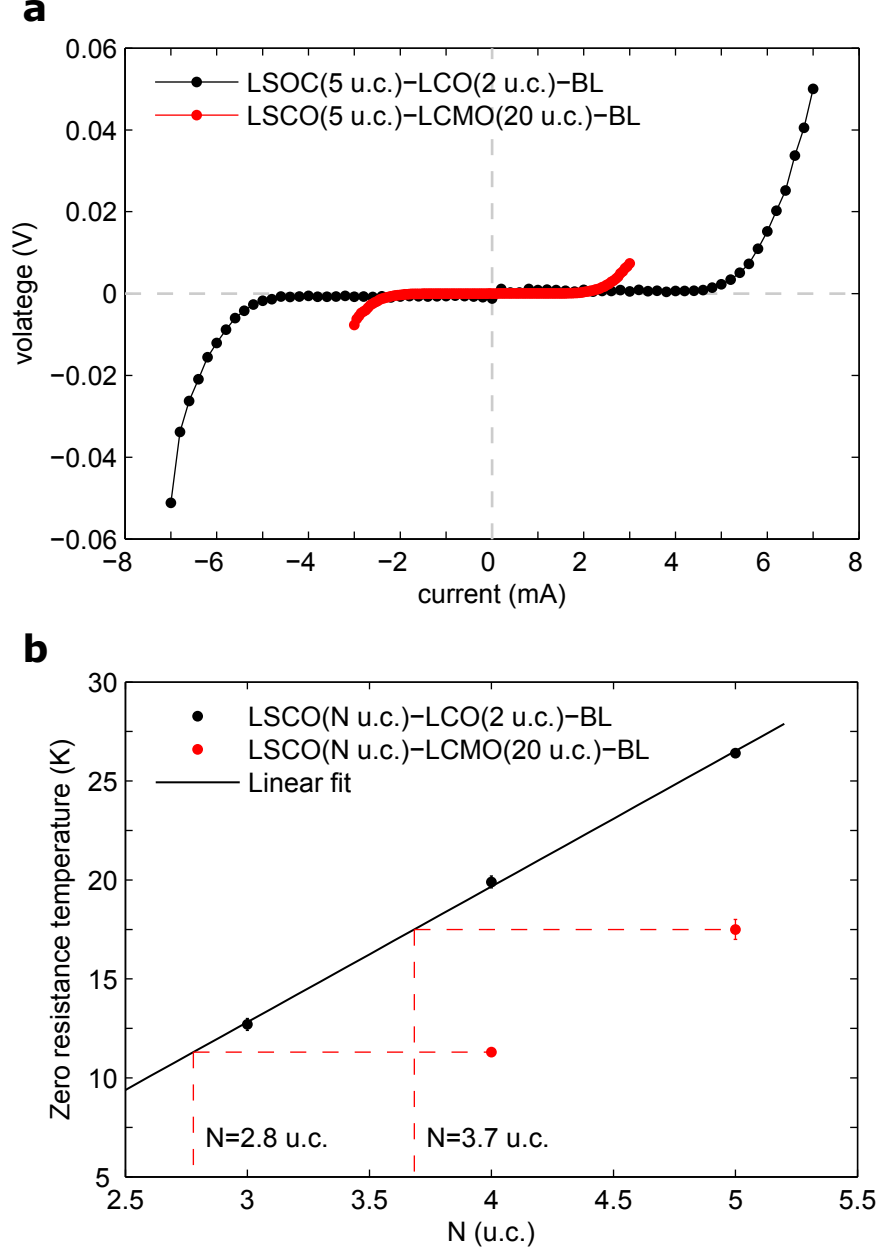 a
0.06
0.04
0.02
0
−0.02
−0.04
−0.06
volatege (V)
LSOC(5 u.c.)−LCO(2 u.c.)−BL
LSCO(5 u.c.)−LCMO(20 u.c.)−BL
−8 −6 −4 −2 0 2 4 6 8
current (mA)
b
30
25
20
15
10
5
Zero resistance temperature (K)
LSCO(N u.c.)−LCO(2 u.c.)−BL
LSCO(N u.c.)−LCMO(20 u.c.)−BL
Linear fit
N=2.8 u.c.
N=3.7 u.c.
2.5 3 3.5 4 4.5 5 5.5
N (u.c.)